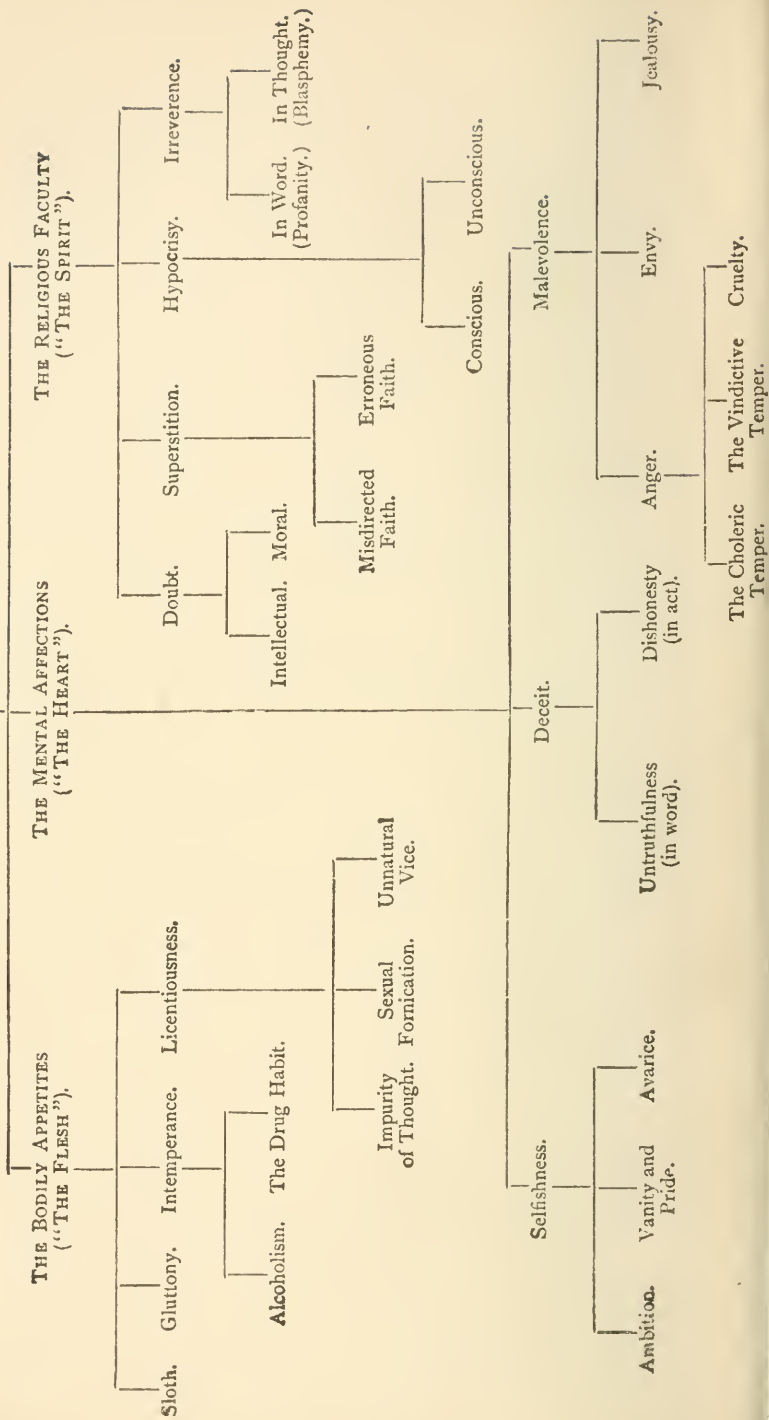 THE BODILY APPETITES
("THE FLESH").
THE MENTAL AFFECTIONS
("THE HEART").
THE RELIGIOUS FACULTY
("THE SPIRIT").
Sloth. Gluttony. Intemperance. Licentiousness.
Doubt. Superstition. Hypocrisy. Irreverence.
Alcoholism. The Drug Habit.
Intellectual. Moral.
In Word. In Thought.
(Profanity.) (Blasphemy.)
Impurity Sexual Unnatural
of Thought. Fornication. Vice.
Misdirected Erroneous
Faith. Faith.
Conscious. Unconscious.
Selfishness. Deceit. Malevolence.
Ambition. Vanity and Avarice.
Pride.
Untruthfulness Dishonesty
(in word). (in act).
Anger. Envy. Jealousy.
The Choleric The Vindictive Cruelty.
Temper. Temper.